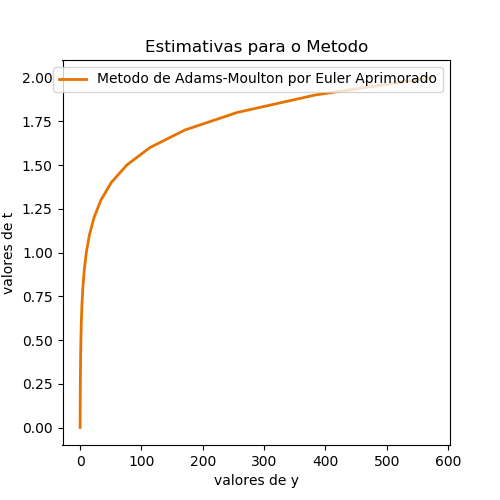 Estimativas para o Metodo
Metodo de Adams-Moulton por Euler Aprimorado
2.00
1.75
1.50
1.25
1.00
0.75
0.50
0.25
0.00
valores de t
0 100 200 300 400 500 600
valores de y